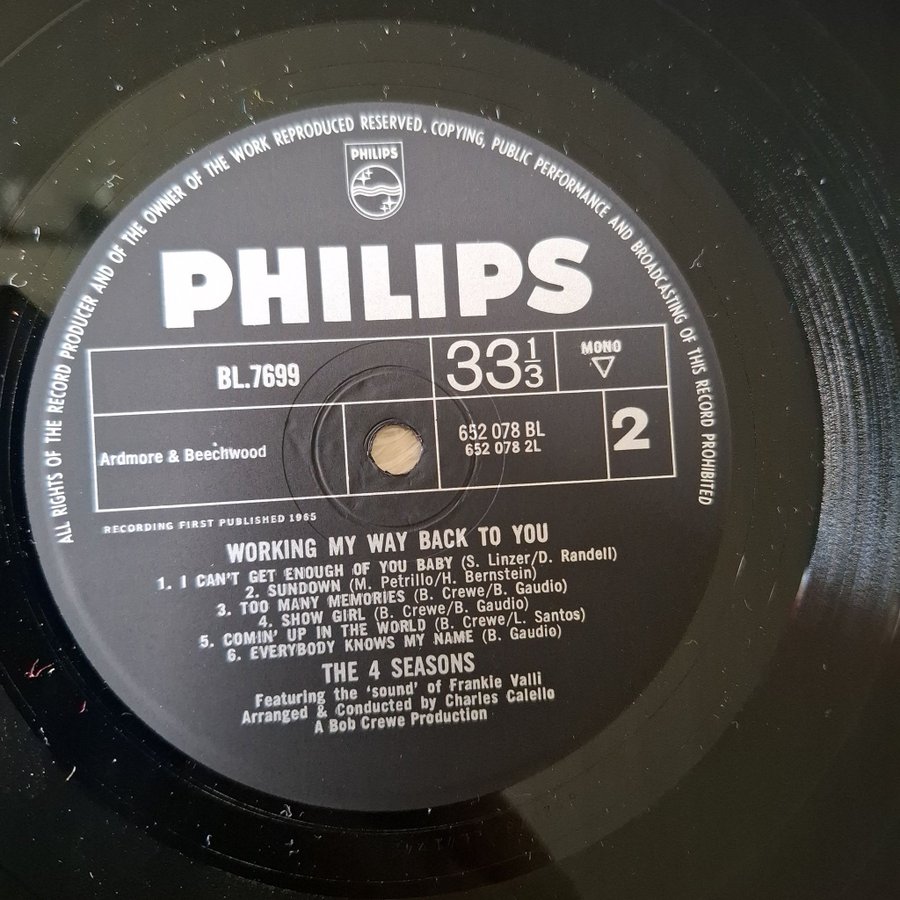 ALL RIGHTS OF THE RECORD PRODUCER AND OF THE OWNER OF THE WORK REPRODUCED RESERVED. COPYING, PUBLIC PERFORMANCE AND BROADCASTING OF THIS RECORD PROHIBITED
PHILIPS
PHILIPS
BL.7699
33 1/3
MONO
Ardmore & Beechwood
652 078 BL
652 078 2L
2
RECORDING FIRST PUBLISHED 1965
WORKING MY WAY BACK TO YOU
1. I CAN'T GET ENOUGH OF YOU BABY (S. Linzer/D. Randell)
2. SUNDOWN (M. Petrillo/H. Bernstein)
3. TOO MANY MEMORIES (B. Crewe/B. Gaudio)
4. SHOW GIRL (B. Crewe/B. Gaudio)
5. COMIN' UP IN THE WORLD (B. Crewe/L. Santos)
6. EVERYBODY KNOWS MY NAME (B. Gaudio)
THE 4 SEASONS
Featuring the 'sound' of Frankie Valli
Arranged & Conducted by Charles Calello
A Bob Crewe Production